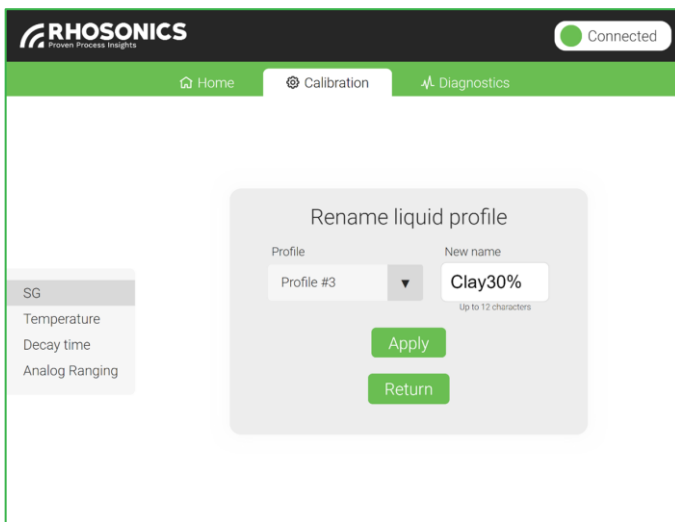 RHOSONICS
Proven Process Insights
Connected
Home
Calibration
Diagnostics
Rename liquid profile
Profile
New name
Profile #3
Clay30%
Up to 12 characters
Apply
Return
SG
Temperature
Decay time
Analog Ranging